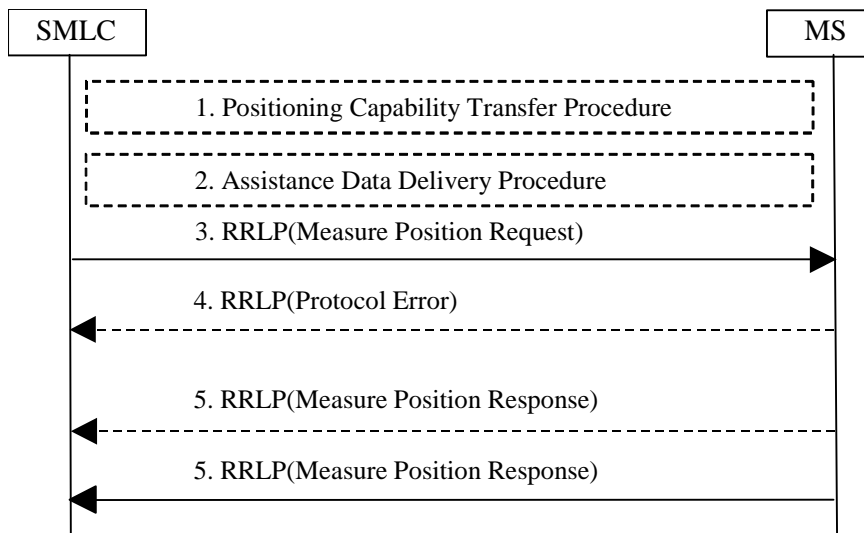 SMLC
MS
1. Positioning Capability Transfer Procedure
2. Assistance Data Delivery Procedure
3. RRLP(Measure Position Request)
4. RRLP(Protocol Error)
5. RRLP(Measure Position Response)
5. RRLP(Measure Position Response)